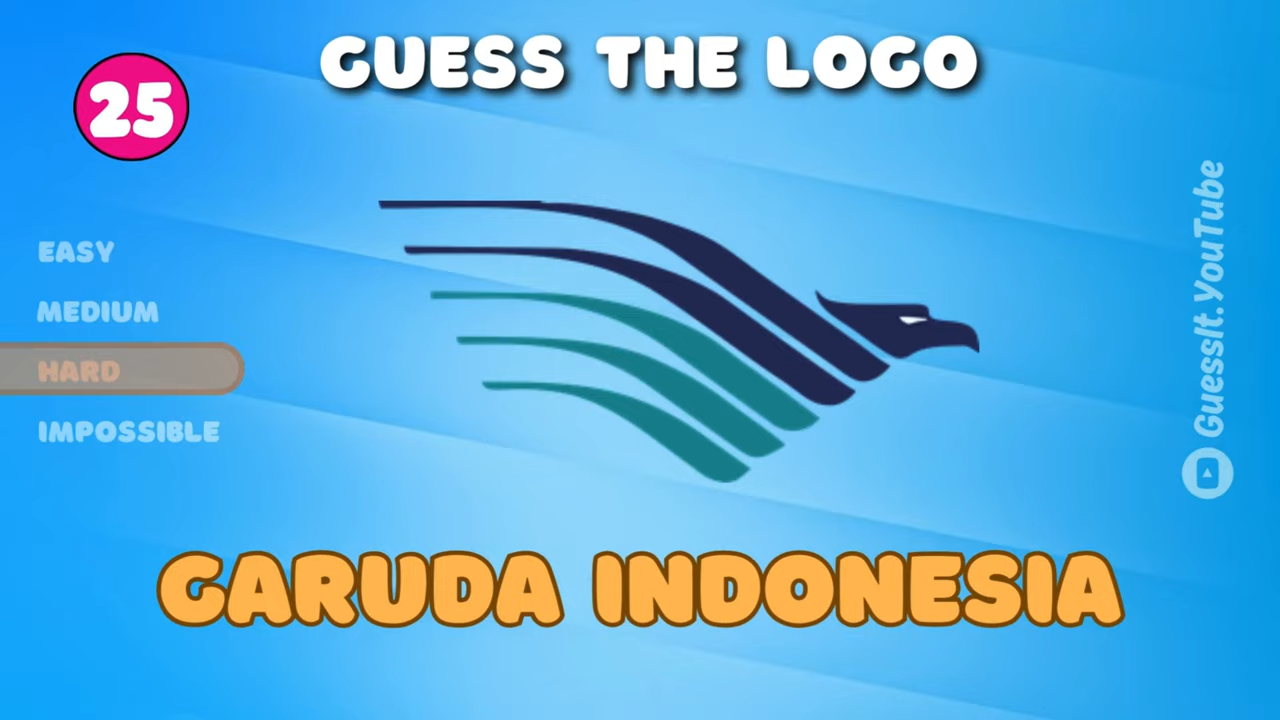 GUESS THE LOGO
25
EASY
MEDIUM
HARD
IMPOSSIBLE
GuessIt.YouTube
GARUDA INDONESIA